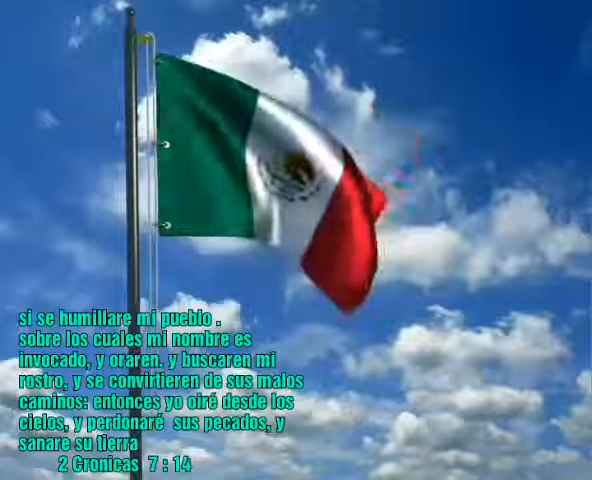 si se humillare mi pueblo .
sobre los cuales mi nombre es
invocado, y oraren. y buscaren mi
rostro, y se convirtieren de sus malos
caminos: entonces yo oiré desde los
cielos, y perdonaré sus pecados, y
sanare su tierra
2 Cronicas 7 : 14